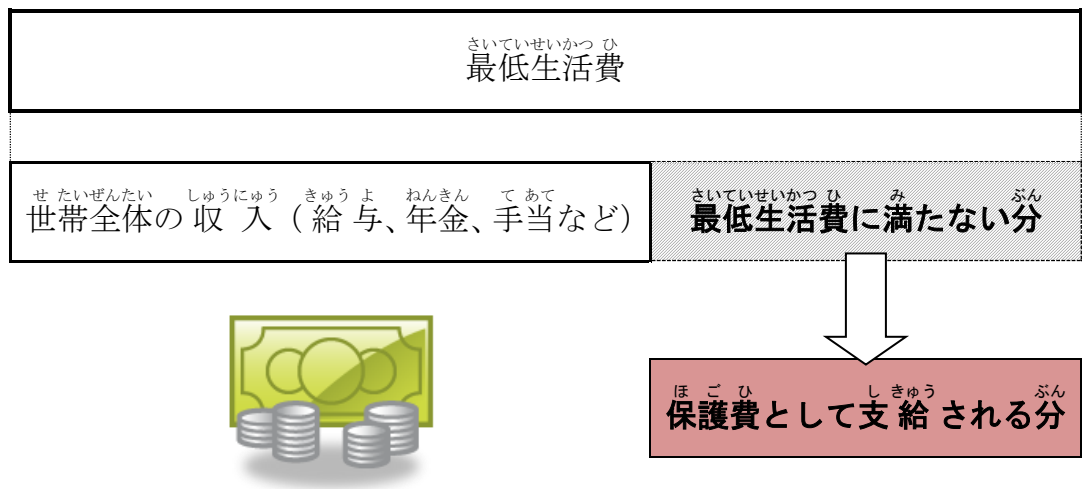 さいていせいかつ ひ
最低生活費
せ たいぜんたい しゅうにゅう きゅう よ ねんきん て あて
世帯全体の収入（給与、年金、手当など）
さいていせいかつ ひ み ぶん
最低生活費に満たない分
ほ ご ひ し きゅう ぶん
保護費として支給される分